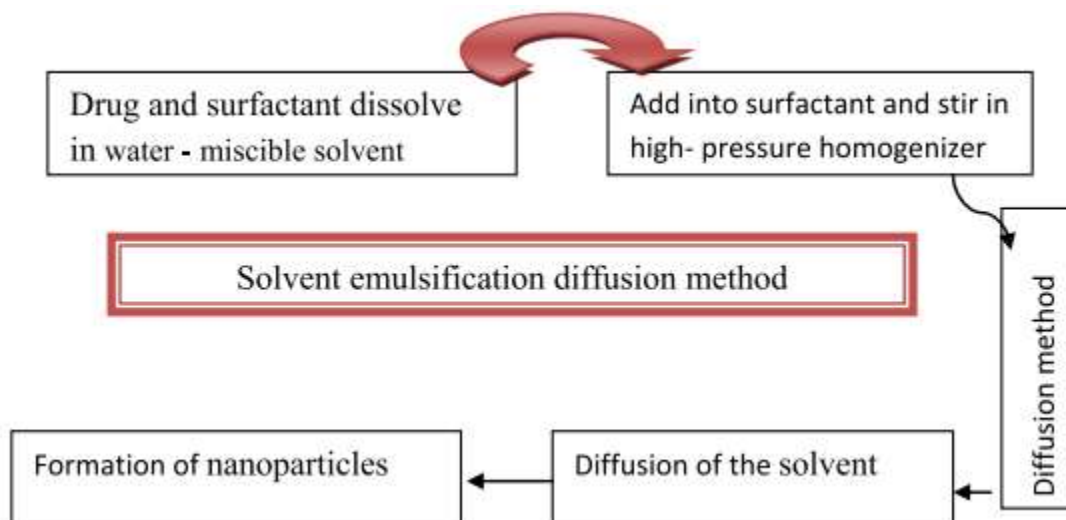 Drug and surfactant dissolve
in water - miscible solvent
Add into surfactant and stir in
high- pressure homogenizer
Solvent emulsification diffusion method
Diffusion method
Diffusion of the solvent
Formation of nanoparticles